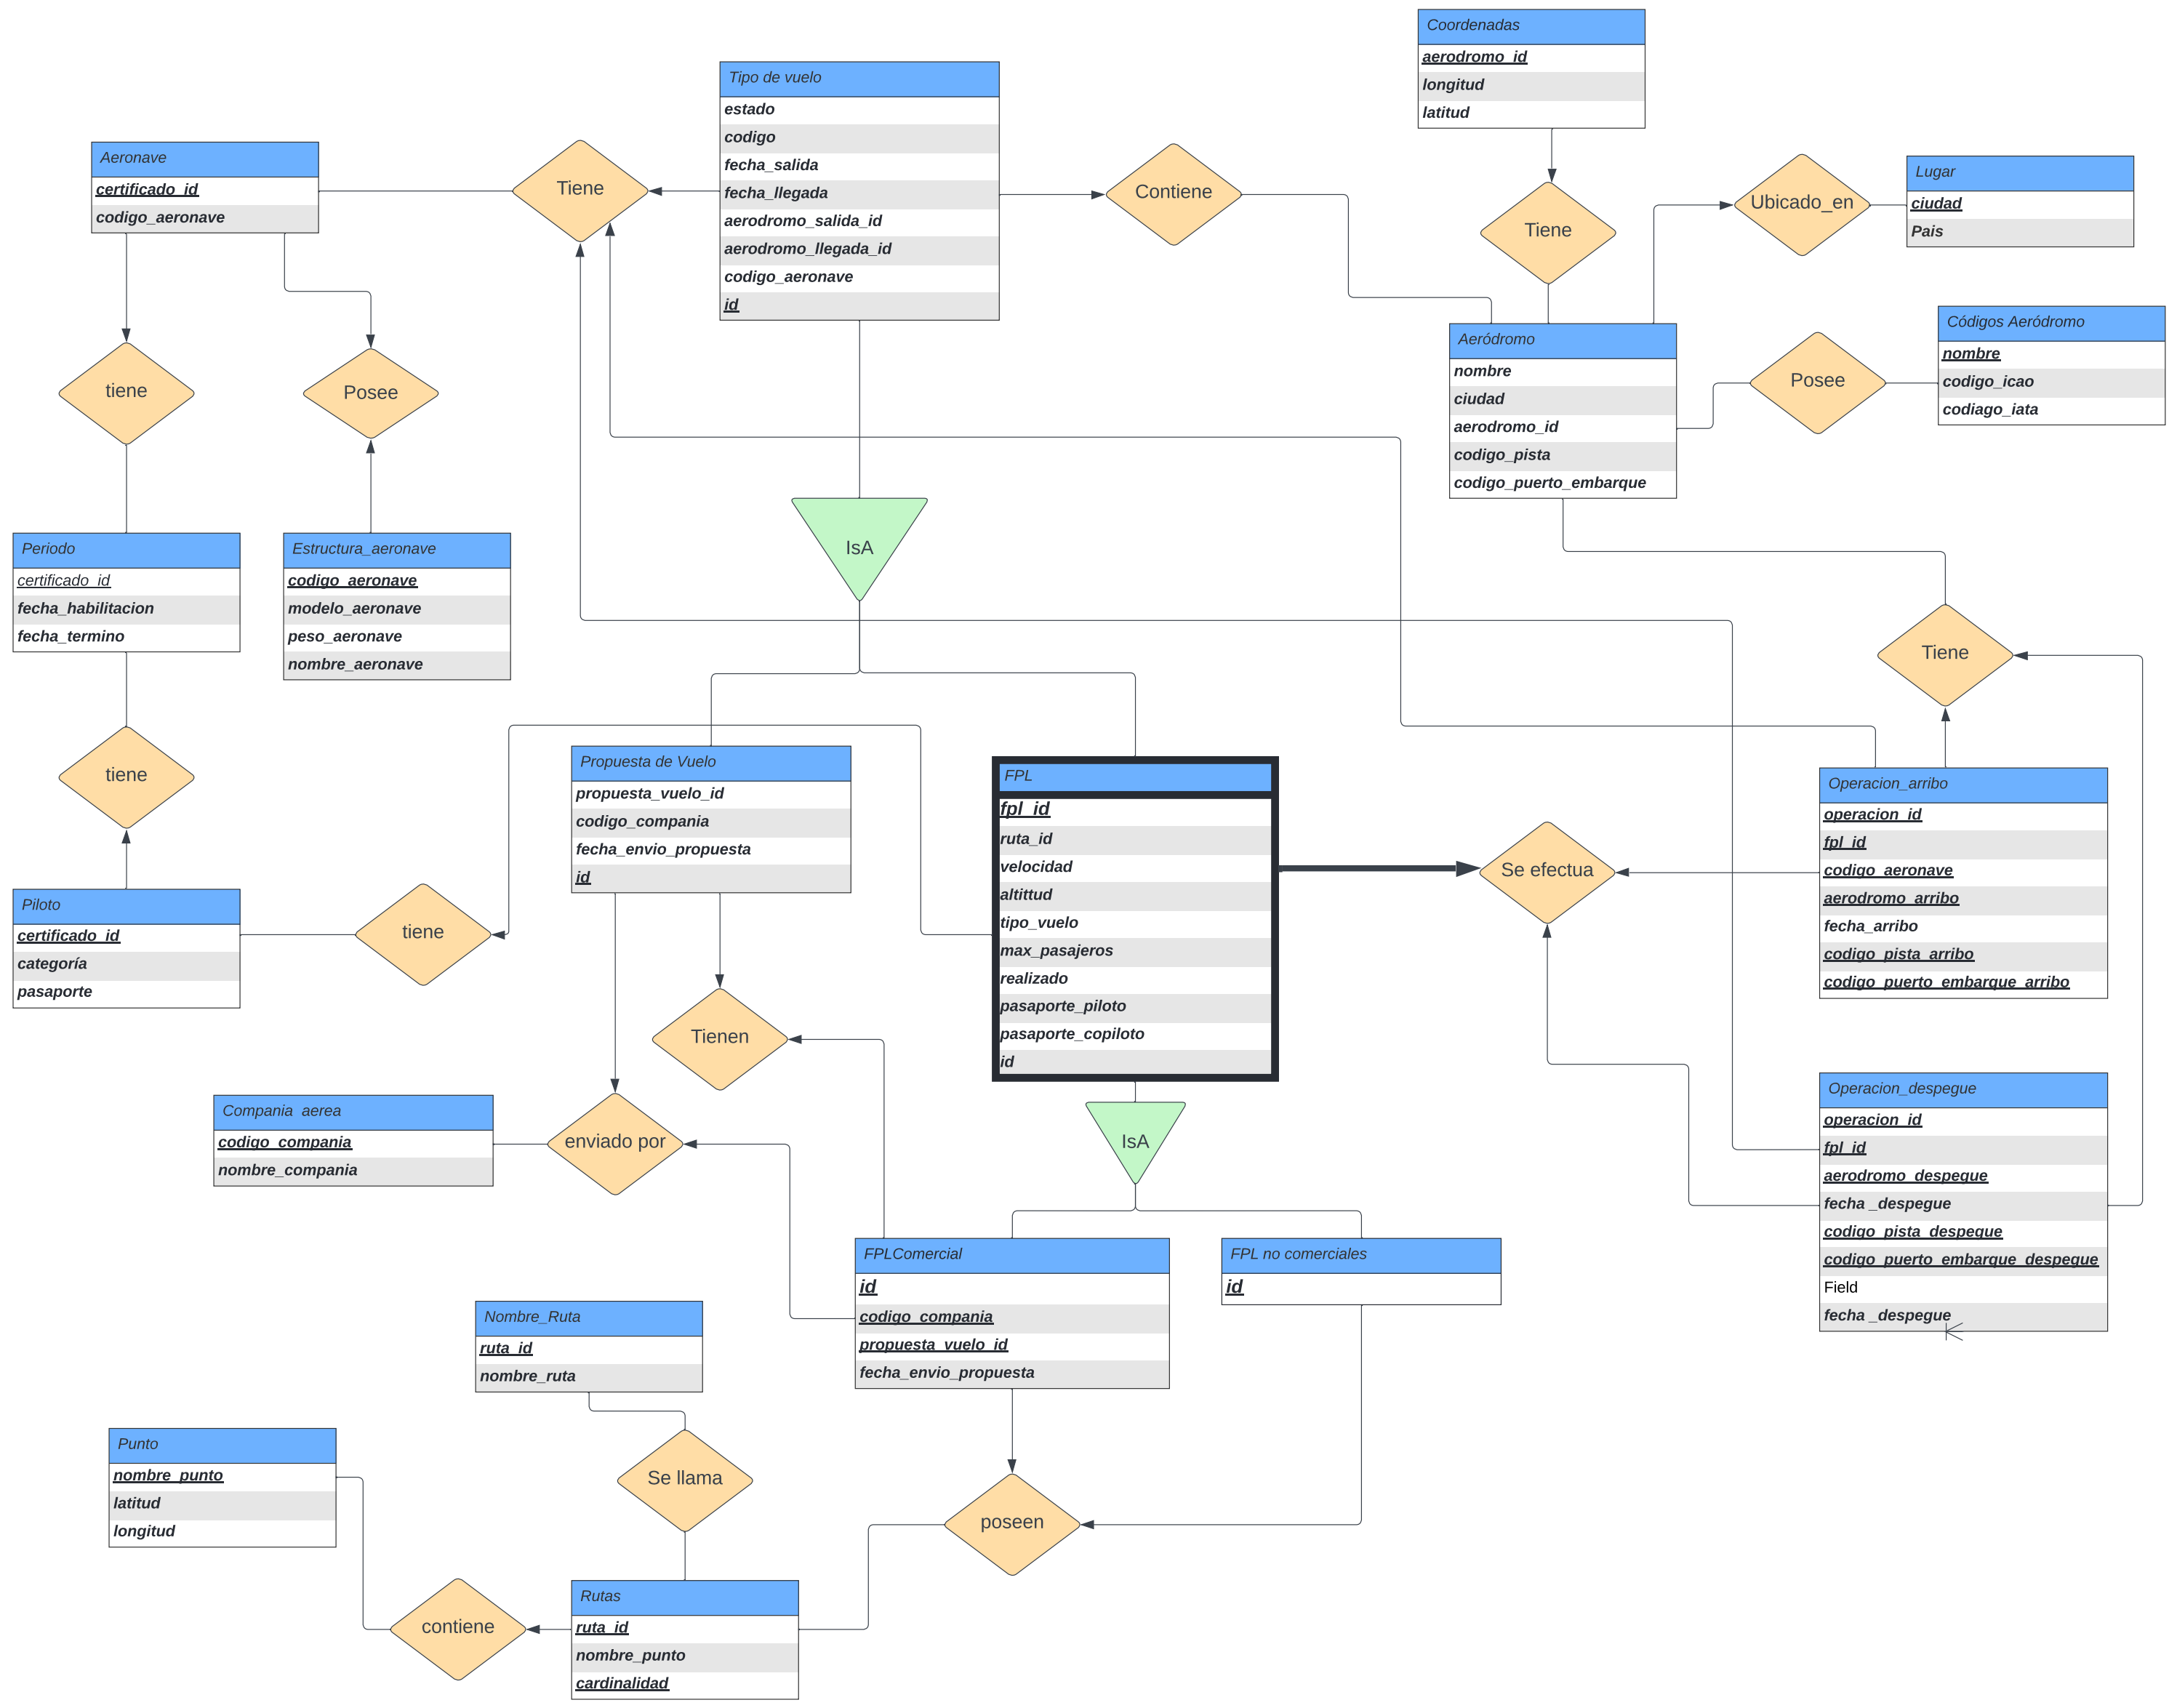 Coordenadas
aerodromo_id
longitud
latitud
Tipo de vuelo
estado
codigo
fecha_salida
fecha_llegada
aerodromo_salida_id
aerodromo_llegada_id
codigo_aeronave
id
Aeronave
certificado_id
codigo_aeronave
Tiene
Contiene
Tiene
Ubicado_en
Lugar
ciudad
Pais
Códigos Aeródromo
nombre
codigo_icao
codiago_iata
Aeródromo
nombre
ciudad
aerodromo_id
codigo_pista
codigo_puerto_embarque
Posee
tiene
Posee
IsA
Periodo
certificado_id
fecha_habilitacion
fecha_termino
Estructura_aeronave
codigo_aeronave
modelo_aeronave
peso_aeronave
nombre_aeronave
Tiene
tiene
Propuesta de Vuelo
propuesta_vuelo_id
codigo_compania
fecha_envio_propuesta
id
FPL
fpl_id
ruta_id
velocidad
altittud
tipo_vuelo
max_pasajeros
realizado
pasaporte_piloto
pasaporte_copiloto
id
Se efectua
Operacion_arribo
operacion_id
fpl_id
codigo_aeronave
aerodromo_arribo
fecha_arribo
codigo_pista_arribo
codigo_puerto_embarque_arribo
Piloto
certificado_id
categoría
pasaporte
tiene
Tienen
Operacion_despegue
operacion_id
fpl_id
aerodromo_despegue
fecha _despegue
codigo_pista_despegue
codigo_puerto_embarque_despegue
Field
fecha _despegue
Compania aerea
codigo_compania
nombre_compania
enviado por
IsA
FPLComercial
id
codigo_compania
propuesta_vuelo_id
fecha_envio_propuesta
FPL no comerciales
id
Nombre_Ruta
ruta_id
nombre_ruta
Punto
nombre_punto
latitud
longitud
Se llama
poseen
contiene
Rutas
ruta_id
nombre_punto
cardinalidad